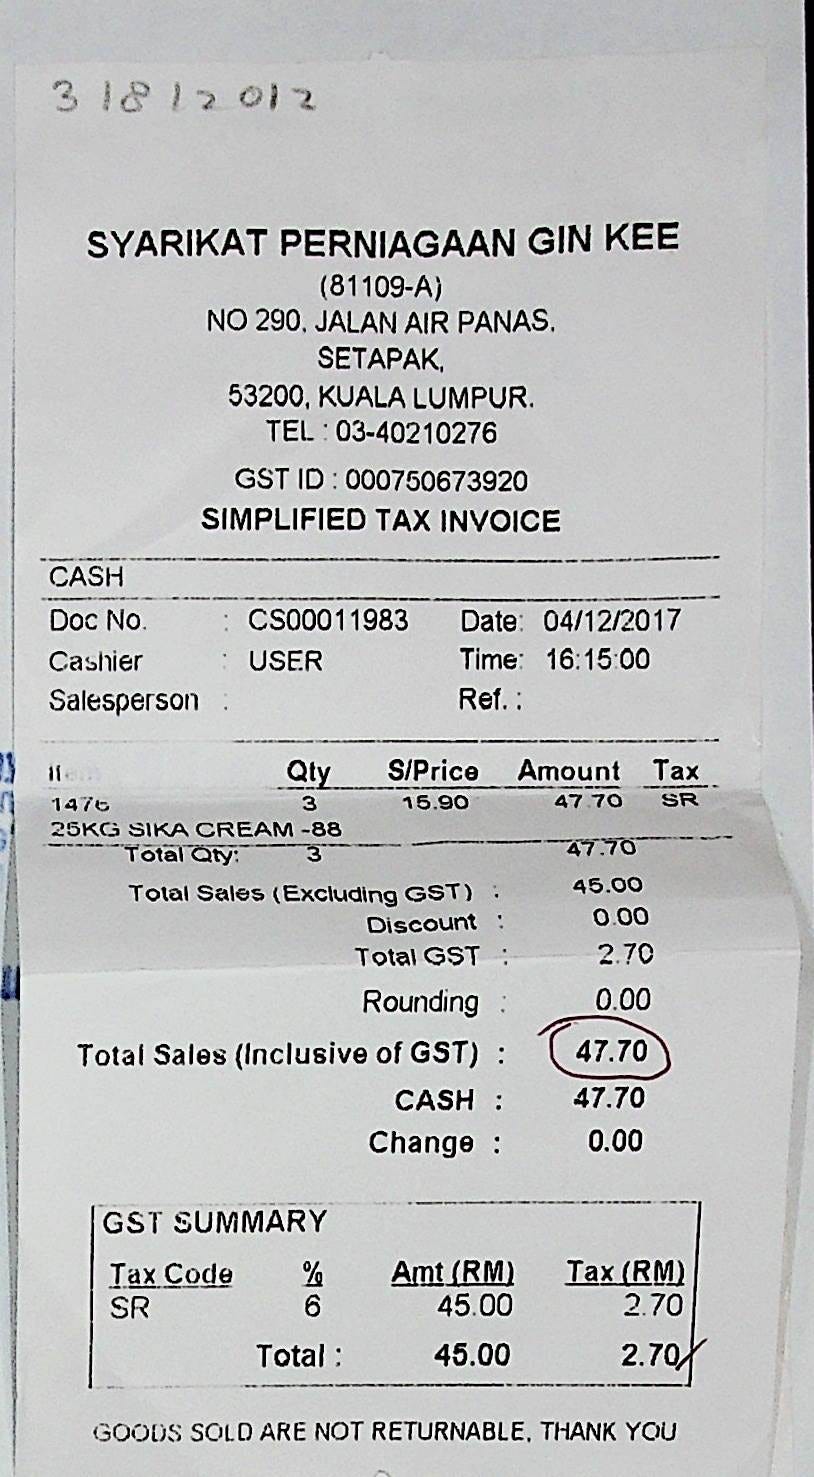 3 18 12 012
SYARIKAT PERNIAGAAN GIN KEE
(81109-A)
NO 290, JALAN AIR PANAS,
SETAPAK,
53200, KUALA LUMPUR.
TEL : 03-40210276
GST ID : 000750673920
SIMPLIFIED TAX INVOICE
CASH
Doc No. : CS00011983 Date: 04/12/2017
Cashier : USER Time: 16:15:00
Salesperson : Ref. :
Item Qty S/Price Amount Tax
1476 3 15.90 47.70 SR
25KG SIKA CREAM -88
Total Qty: 3 47.70
Total Sales (Excluding GST) : 45.00
Discount : 0.00
Total GST : 2.70
Rounding : 0.00
Total Sales (Inclusive of GST) : 47.70
CASH : 47.70
Change : 0.00
GST SUMMARY
Tax Code % Amt (RM) Tax (RM)
SR 6 45.00 2.70
Total : 45.00 2.70
GOODS SOLD ARE NOT RETURNABLE, THANK YOU